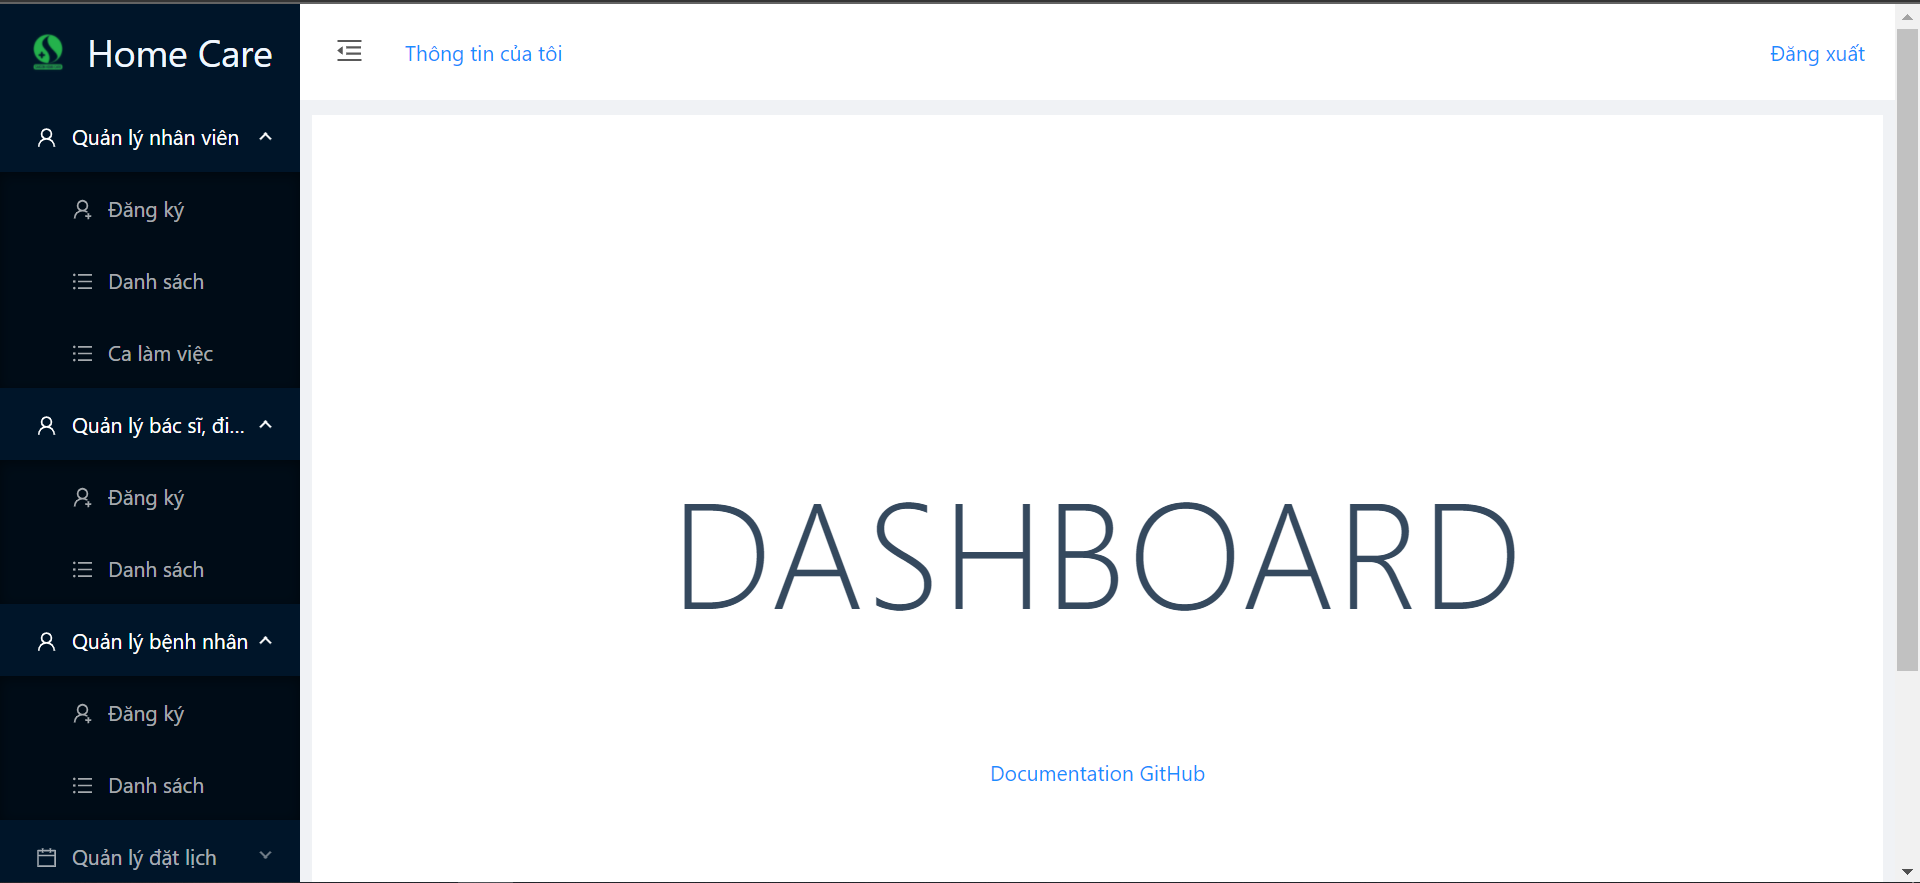 Home Care
Thông tin của tôi
Đăng xuất
Quản lý nhân viên
Đăng ký
Danh sách
Ca làm việc
Quản lý bác sĩ, đi...
Đăng ký
Danh sách
Quản lý bệnh nhân
Đăng ký
Danh sách
Quản lý đặt lịch
DASHBOARD
Documentation GitHub